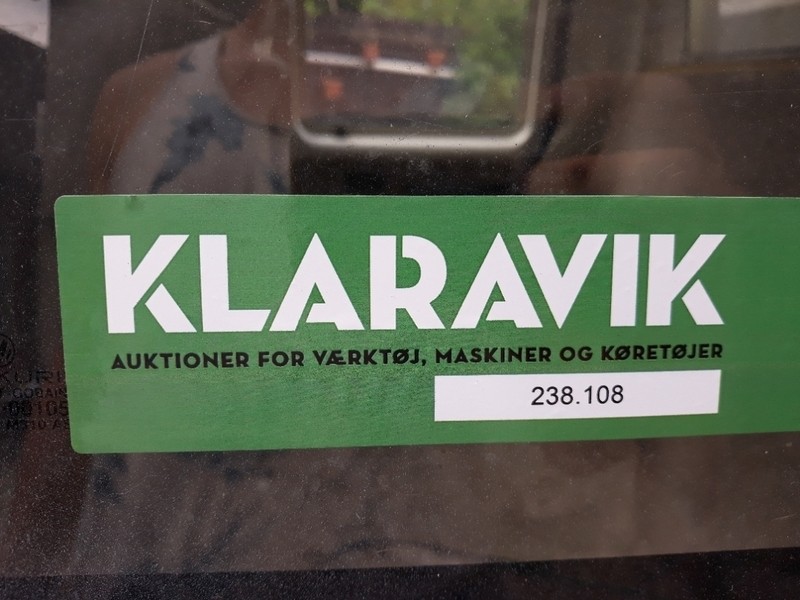 KLARAVIK
AUKTIONER FOR VÆRKTØJ, MASKINER OG KØRETØJER
238.108